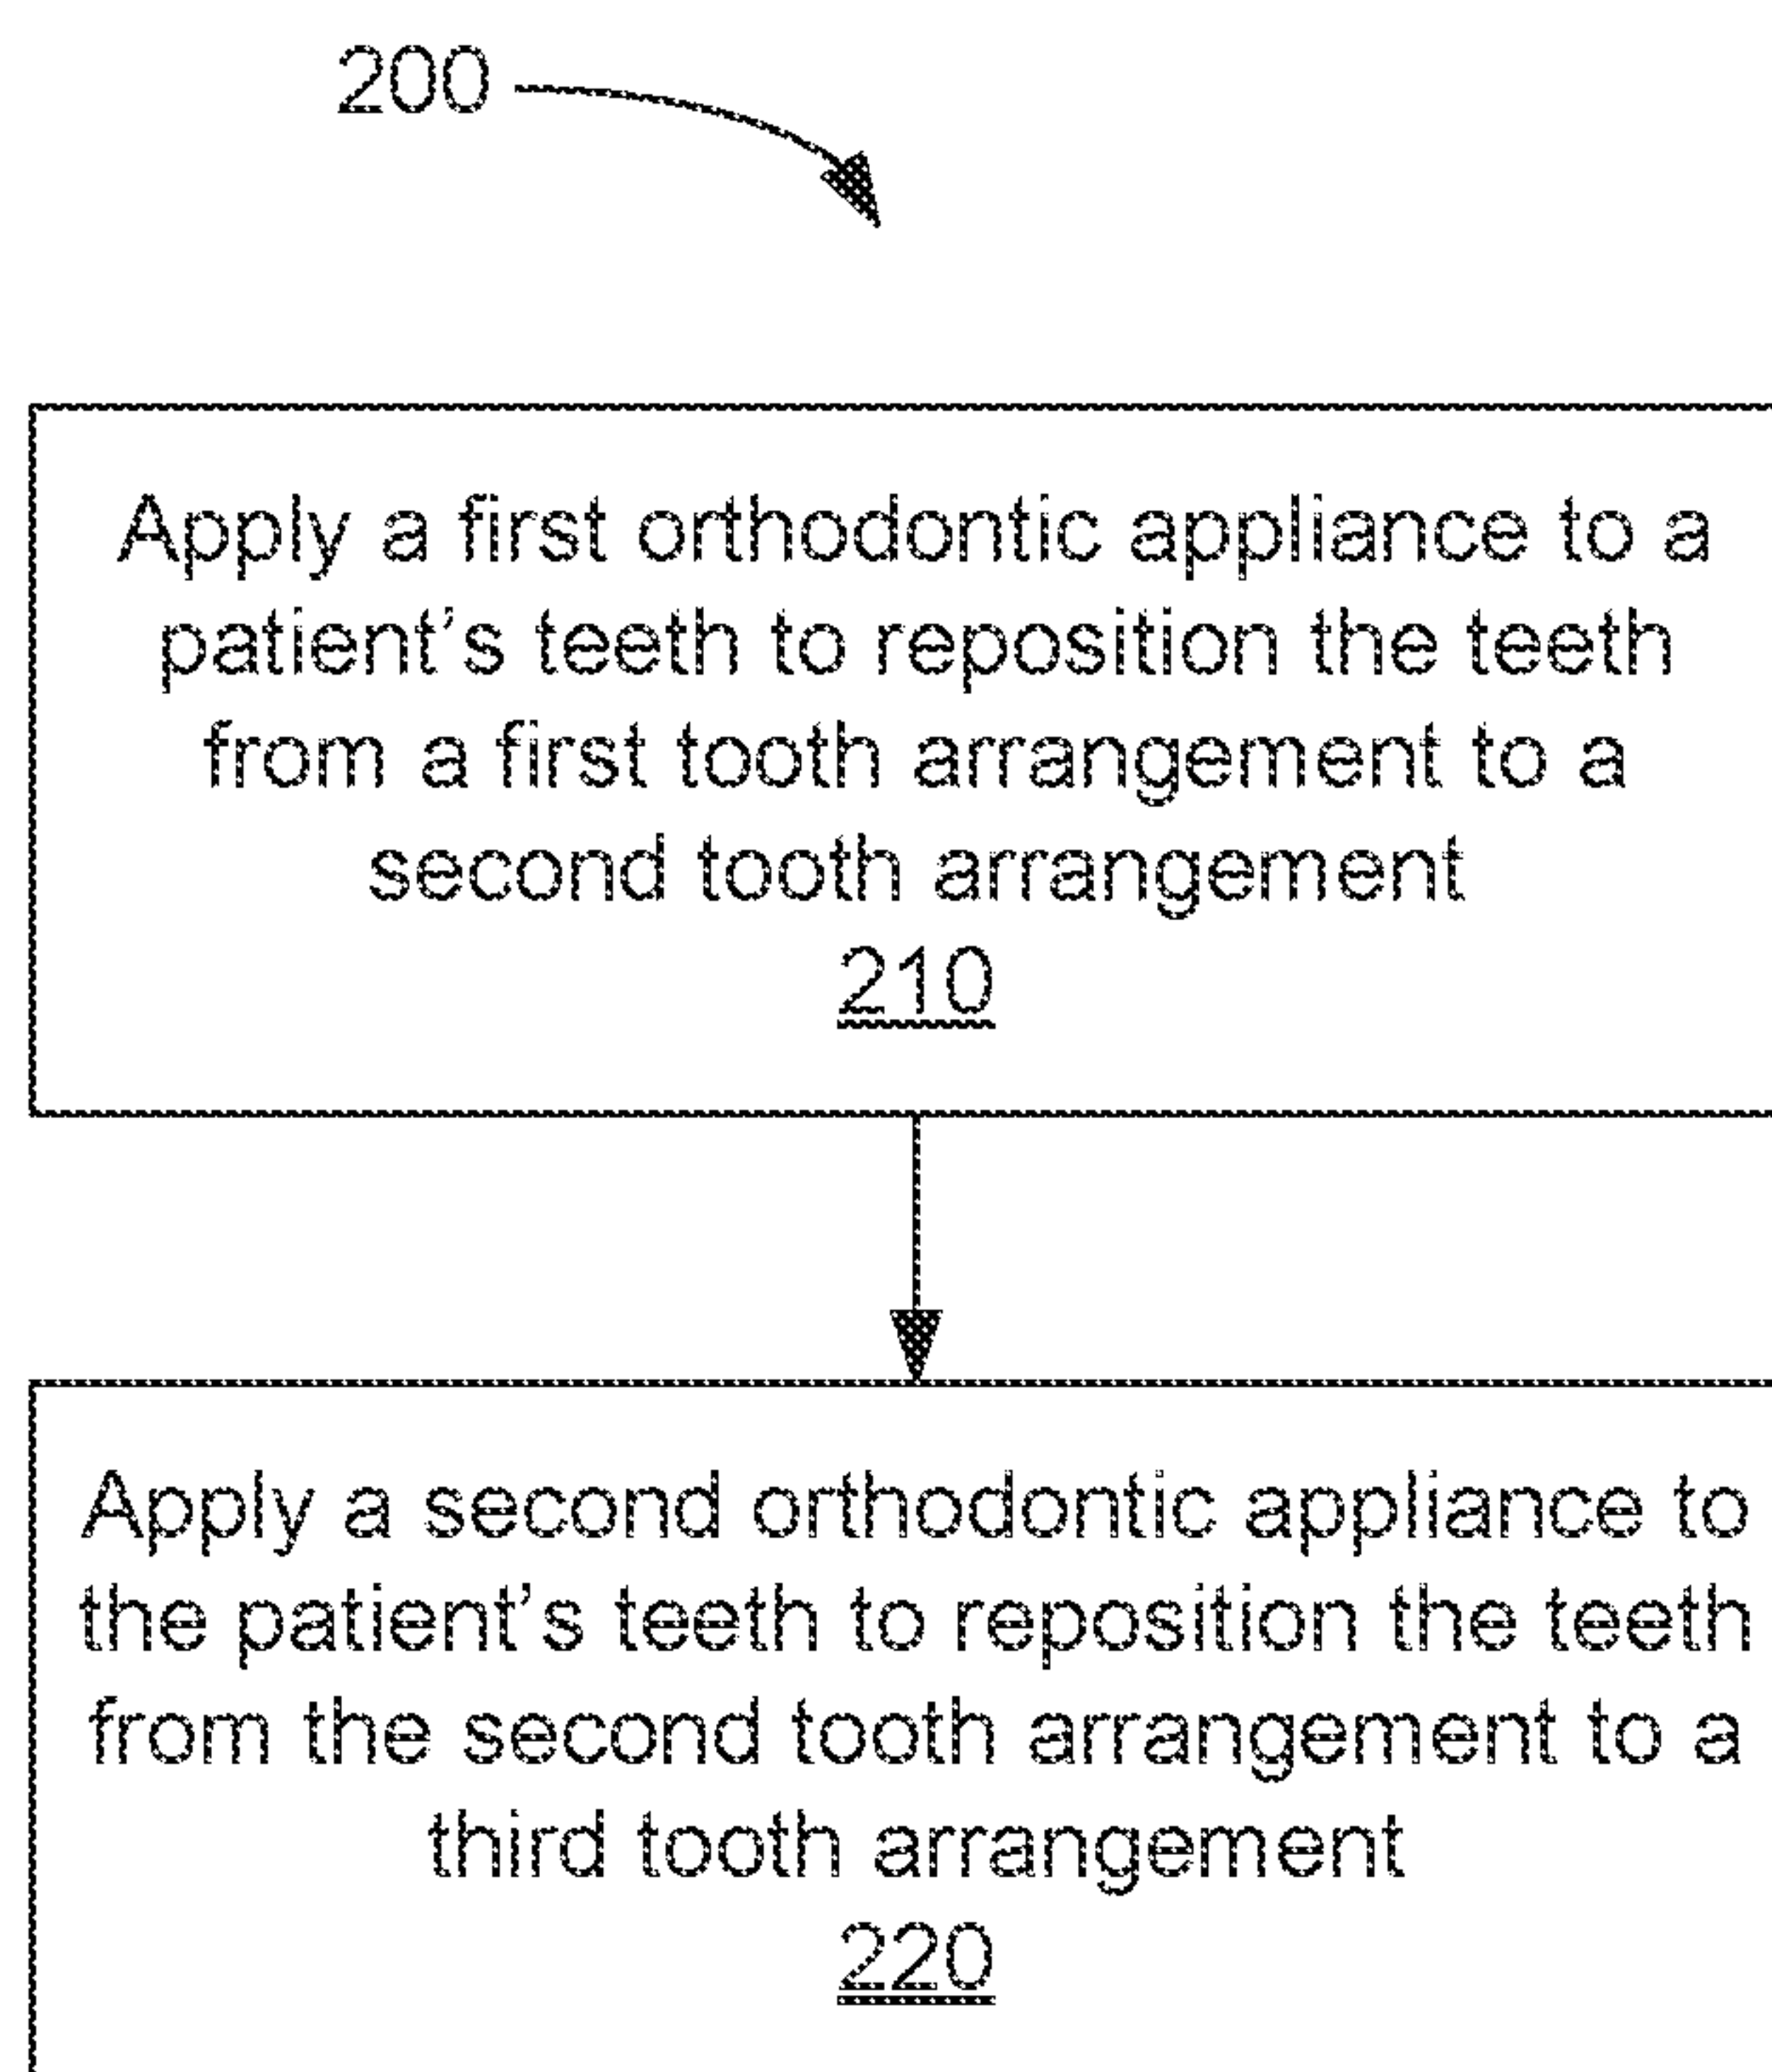 200
Apply a first orthodontic appliance to a
patient's teeth to reposition the teeth
from a first tooth arrangement to a
second tooth arrangement
210
Apply a second orthodontic appliance to
the patient's teeth to reposition the teeth
from the second tooth arrangement to a
third tooth arrangement
220